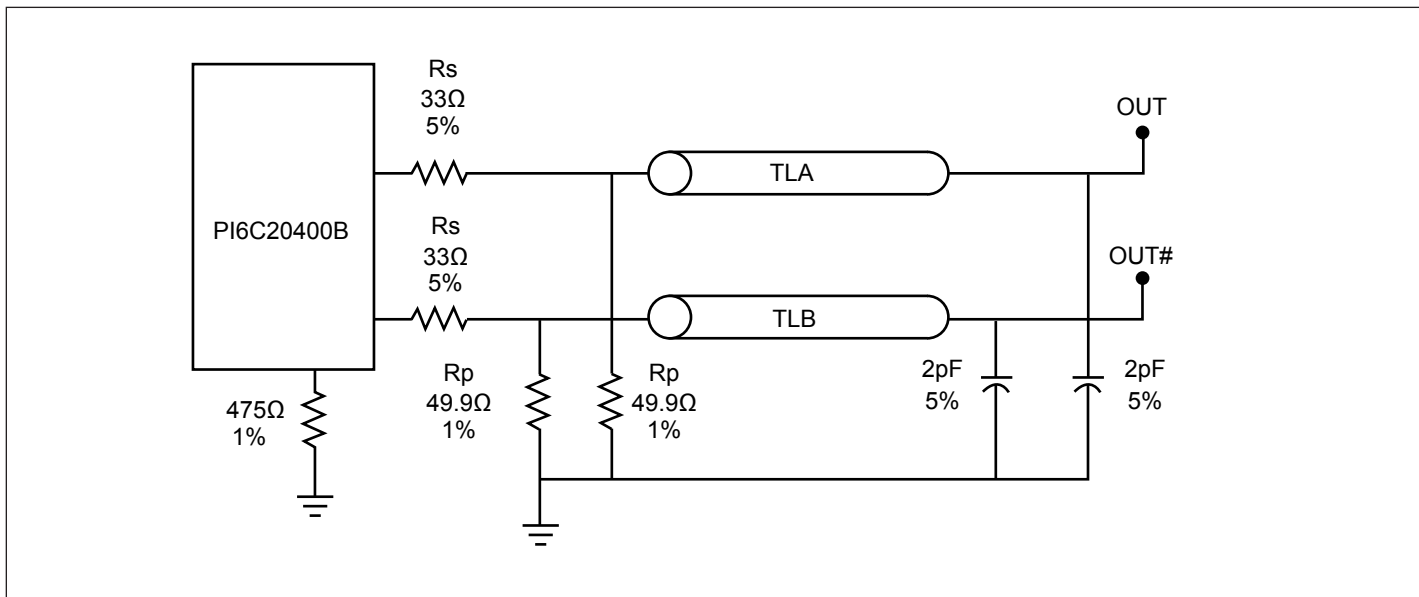 Rs
33Ω
5%
OUT
TLA
PI6C20400B
Rs
33Ω
5%
OUT#
TLB
Rp
49.9Ω
1%
Rp
49.9Ω
1%
2pF
5%
2pF
5%
475Ω
1%